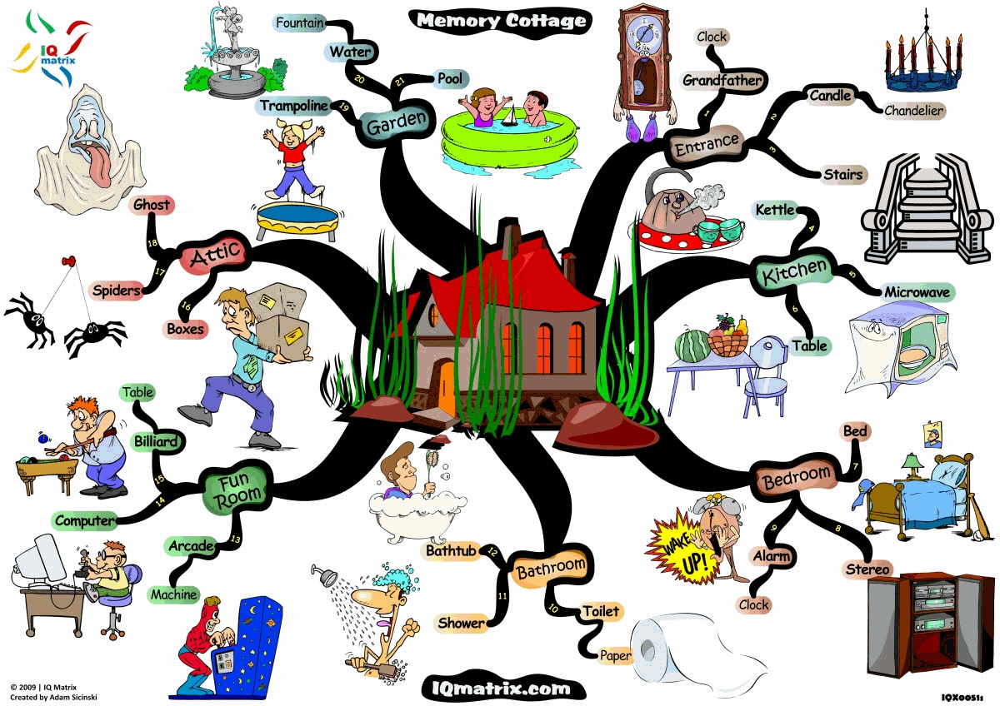 Memory Cottage
IQ
matrix
Entrance
1
Grandfather
Clock
2
Candle
Chandelier
3
Stairs
Kitchen
4
Kettle
5
Microwave
6
Table
Bedroom
7
Bed
8
Stereo
9
Alarm
Clock
WAKE
UP!
Bathroom
10
Toilet
Paper
11
Shower
12
Bathtub
Fun
Room
13
Arcade
Machine
14
Computer
15
Billiard
Table
Attic
16
Boxes
17
Spiders
18
Ghost
Garden
19
Trampoline
20
Water
Fountain
21
Pool
© 2009 | IQ Matrix
Created by Adam Sicinski
IQmatrix.com
IQX0051s